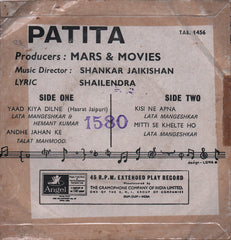 TAE. 1456
PATITA
Producers : MARS & MOVIES
Music Director : SHANKAR JAIKISHAN
LYRIC SHAILENDRA
SIDE ONE
YAAD KIYA DILNE (Hasrat Jaipuri)
LATA MANGESHKAR &
HEMANT KUMAR
ANDHE JAHAN KE
TALAT MAHMOOD
1580
SIDE TWO
KISI NE APNA
LATA MANGESHKAR
MITTI SE KHELTE HO
LATA MANGESHKAR
design -
Angel
45 R.P.M. EXTENDED PLAY RECORD
THE GRAMOPHONE COMPANY OF INDIA LIMITED,